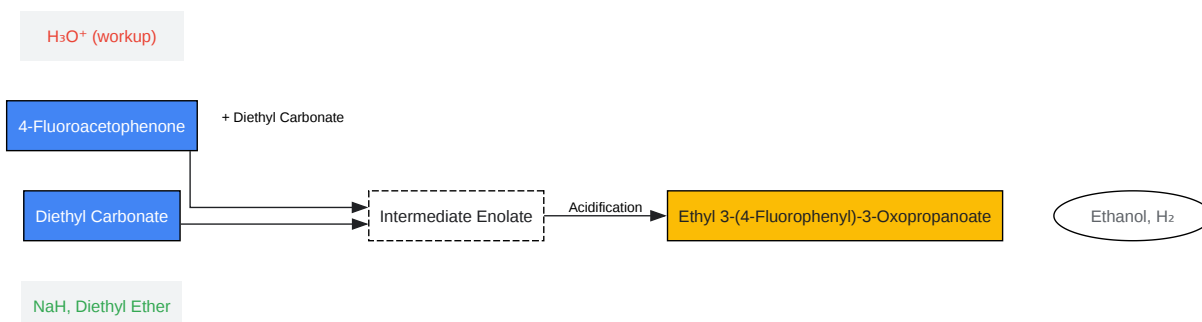 H₃O⁺ (workup)
4-Fluoroacetophenone
+ Diethyl Carbonate
Diethyl Carbonate
Intermediate Enolate
Acidification
Ethyl 3-(4-Fluorophenyl)-3-Oxopropanoate
Ethanol, H₂
NaH, Diethyl Ether